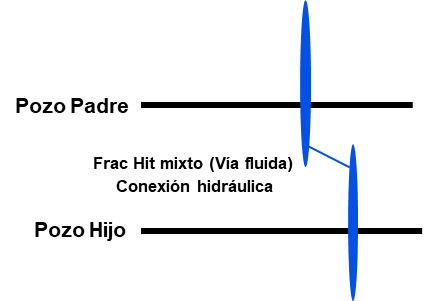 Pozo Padre
Frac Hit mixto (Vía fluida)
Conexión hidráulica
Pozo Hijo